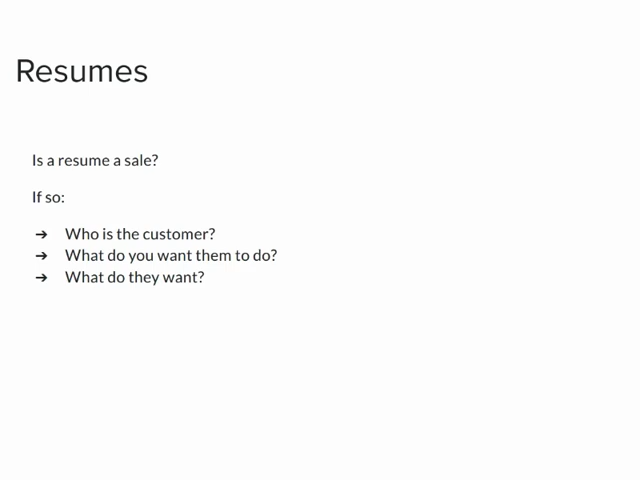 Resumes
Is a resume a sale?
If so:
➔ Who is the customer?
➔ What do you want them to do?
➔ What do they want?